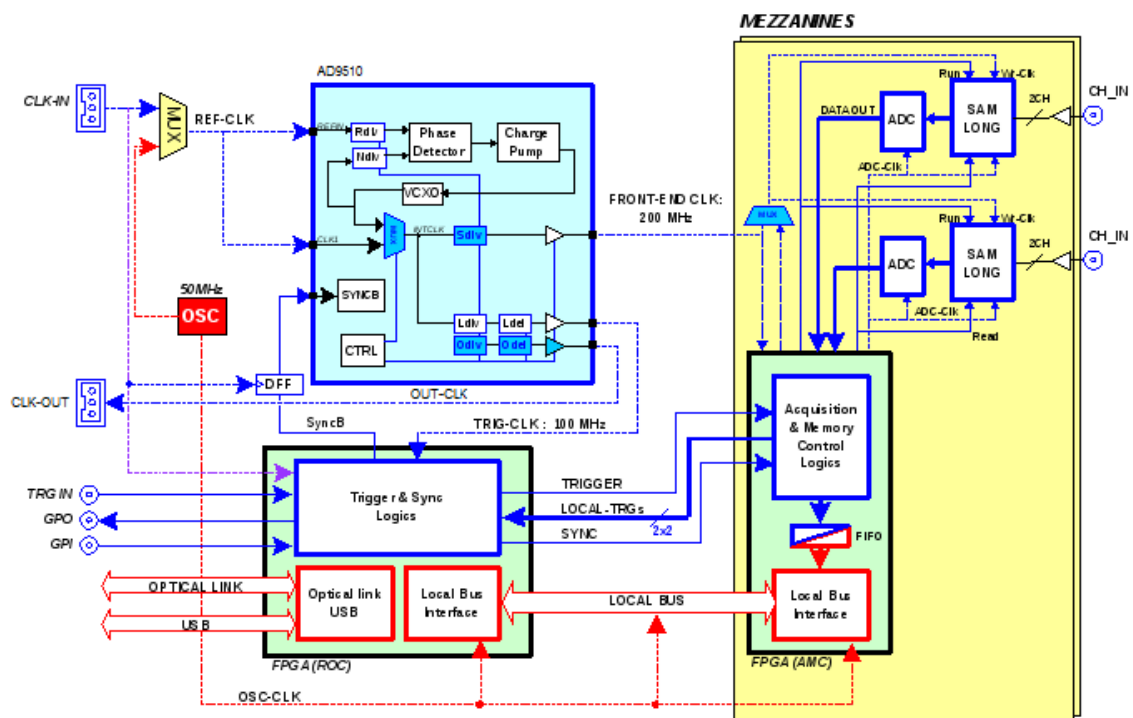 MEZZANINES
AD9510
CLK-IN
MUX
REF-CLK
REFIN
Rdiv
Ndiv
Phase
Detector
Charge
Pump
VCXO
CLK1
MUX
INTCLK
Sdiv
SYNCB
CTRL
Ldiv
Ldel
Odiv
Odel
50MHz
OSC
DFF
CLK-OUT
OUT-CLK
SyncB
TRIG-CLK : 100 MHz
FRONT-END CLK:
200 MHz
MUX
Run
Wr-Clk
DATAOUT
ADC
SAM
LONG
2CH
CH_IN
ADC-Clk
Run
Wr-Clk
ADC
SAM
LONG
2CH
CH_IN
ADC-Clk
Read
Acquisition
& Memory
Control
Logics
TRG IN
GPO
GPI
Trigger & Sync
Logics
TRIGGER
LOCAL-TRGs
2x2
SYNC
FIFO
OPTICAL LINK
USB
Optical link
USB
Local Bus
Interface
LOCAL BUS
Local Bus
Interface
FPGA (ROC)
FPGA (AMC)
OSC-CLK